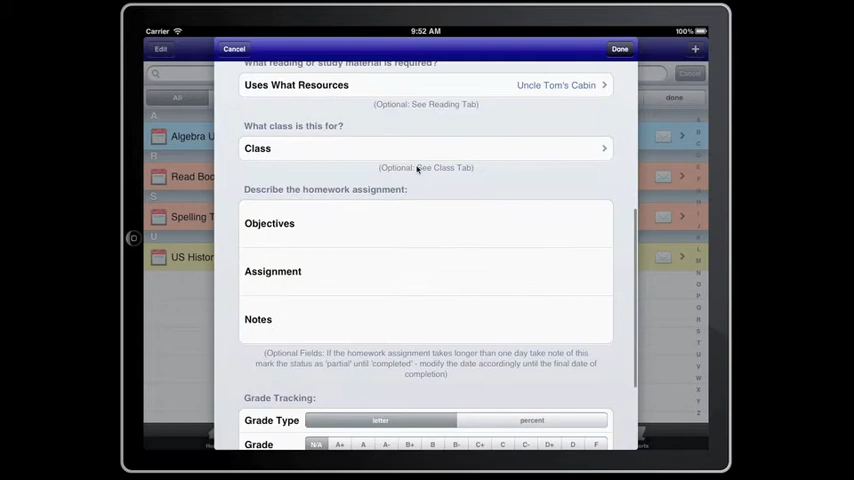 Carrier 9:52 AM 100%
Edit Cancel Done +
What reading or study material is required?
Uses What Resources Uncle Tom's Cabin
Cancel
(Optional: See Reading Tab)
All done
What class is this for?
A
Algebra
Class
(Optional: See Class Tab)
R
Read Boo
Describe the homework assignment:
S
Spelling T
Objectives
U
US Histor
Assignment
Notes
(Optional Fields: If the homework assignment takes longer than one day take note of this
mark the status as 'partial' until 'completed' - modify the date accordingly until the final date of
completion)
Grade Tracking:
Grade Type letter percent
Grade N/A A+ A A- B+ B B- C+ C C- D+ D F